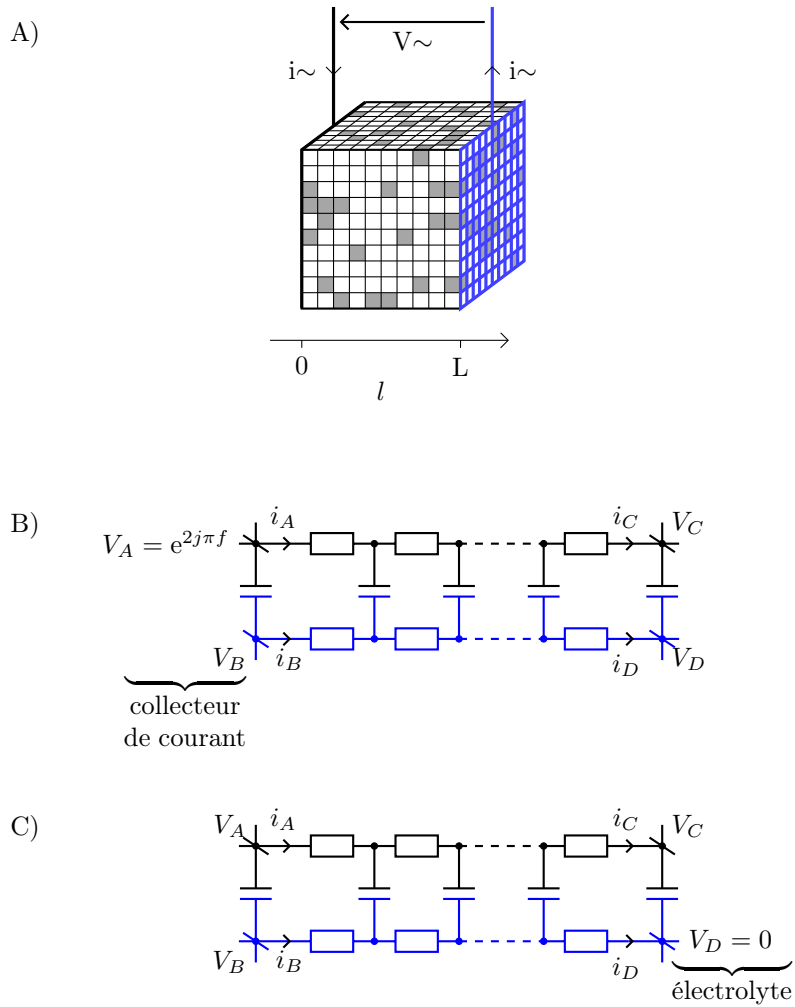 A)
V∼
i∼ i∼
0 L
l
B)
i_A i_C V_C
V_A = e^{2jπf}
V_B i_B i_D V_D
collecteur
de courant
C)
V_A i_A i_C V_C
V_B i_B i_D V_D = 0
électrolyte